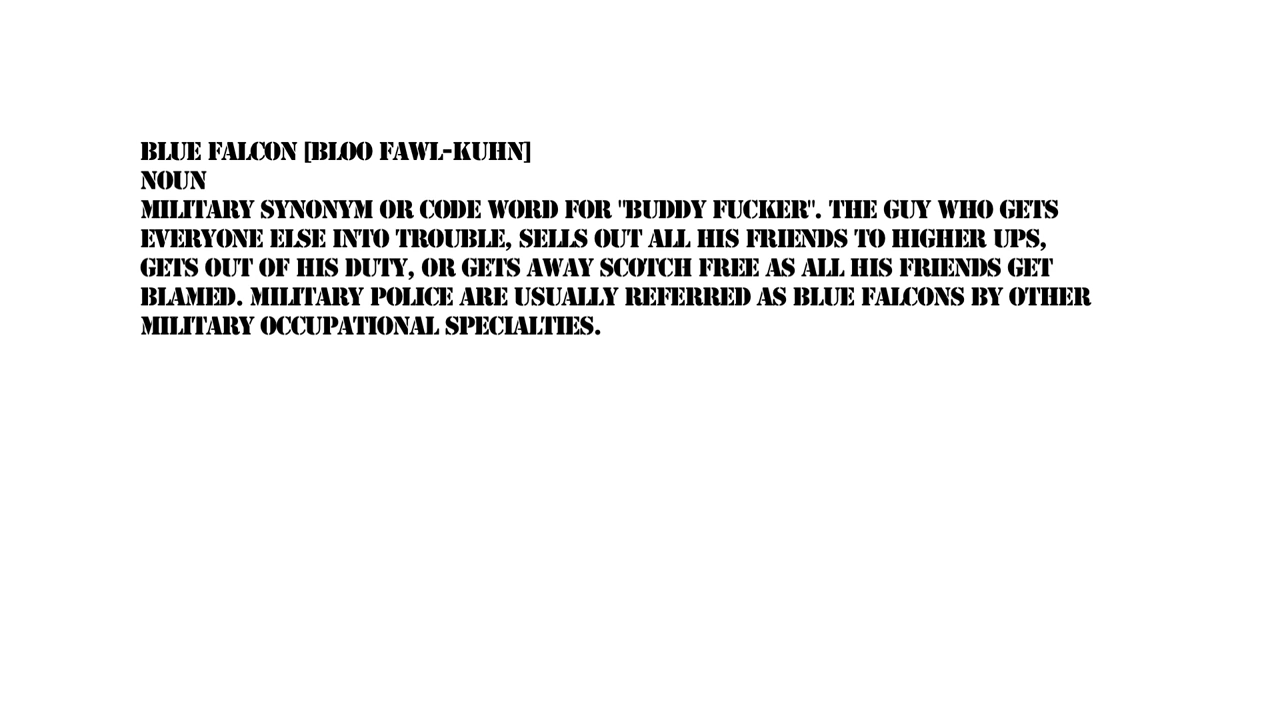 BLUE FALCON [BLOO FAWL-KUHN]
NOUN
MILITARY SYNONYM OR CODE WORD FOR "BUDDY FUCKER". THE GUY WHO GETS
EVERYONE ELSE INTO TROUBLE, SELLS OUT ALL HIS FRIENDS TO HIGHER UPS,
GETS OUT OF HIS DUTY, OR GETS AWAY SCOTCH FREE AS ALL HIS FRIENDS GET
BLAMED. MILITARY POLICE ARE USUALLY REFERRED AS BLUE FALCONS BY OTHER
MILITARY OCCUPATIONAL SPECIALTIES.